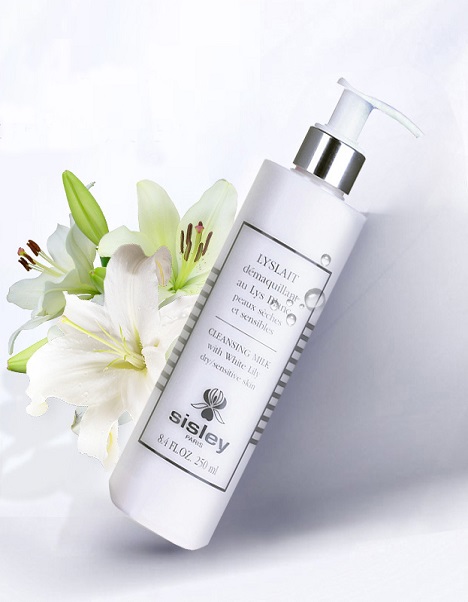 LYSLAIT
démaquillant
au Lys Blanc
peaux sèches
et sensibles
CLEANSING MILK
with White Lily
dry/sensitive skin
sisley
PARIS
8.4 FL.OZ. 250 ml